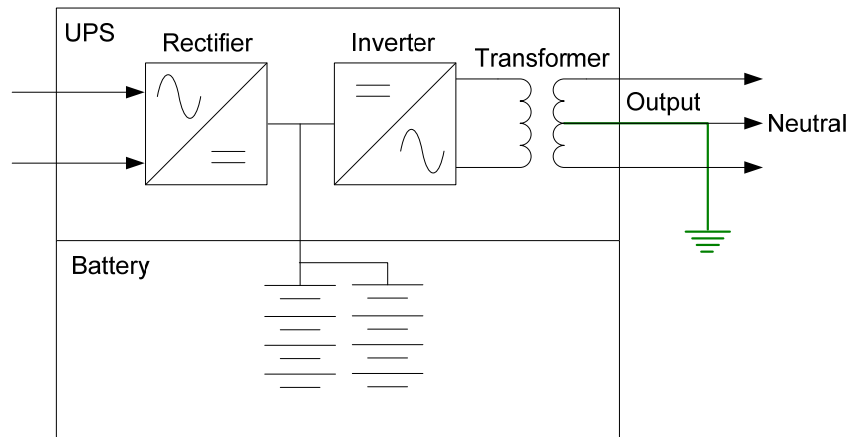 UPS
Rectifier
Inverter
Transformer
Output
Neutral
Battery